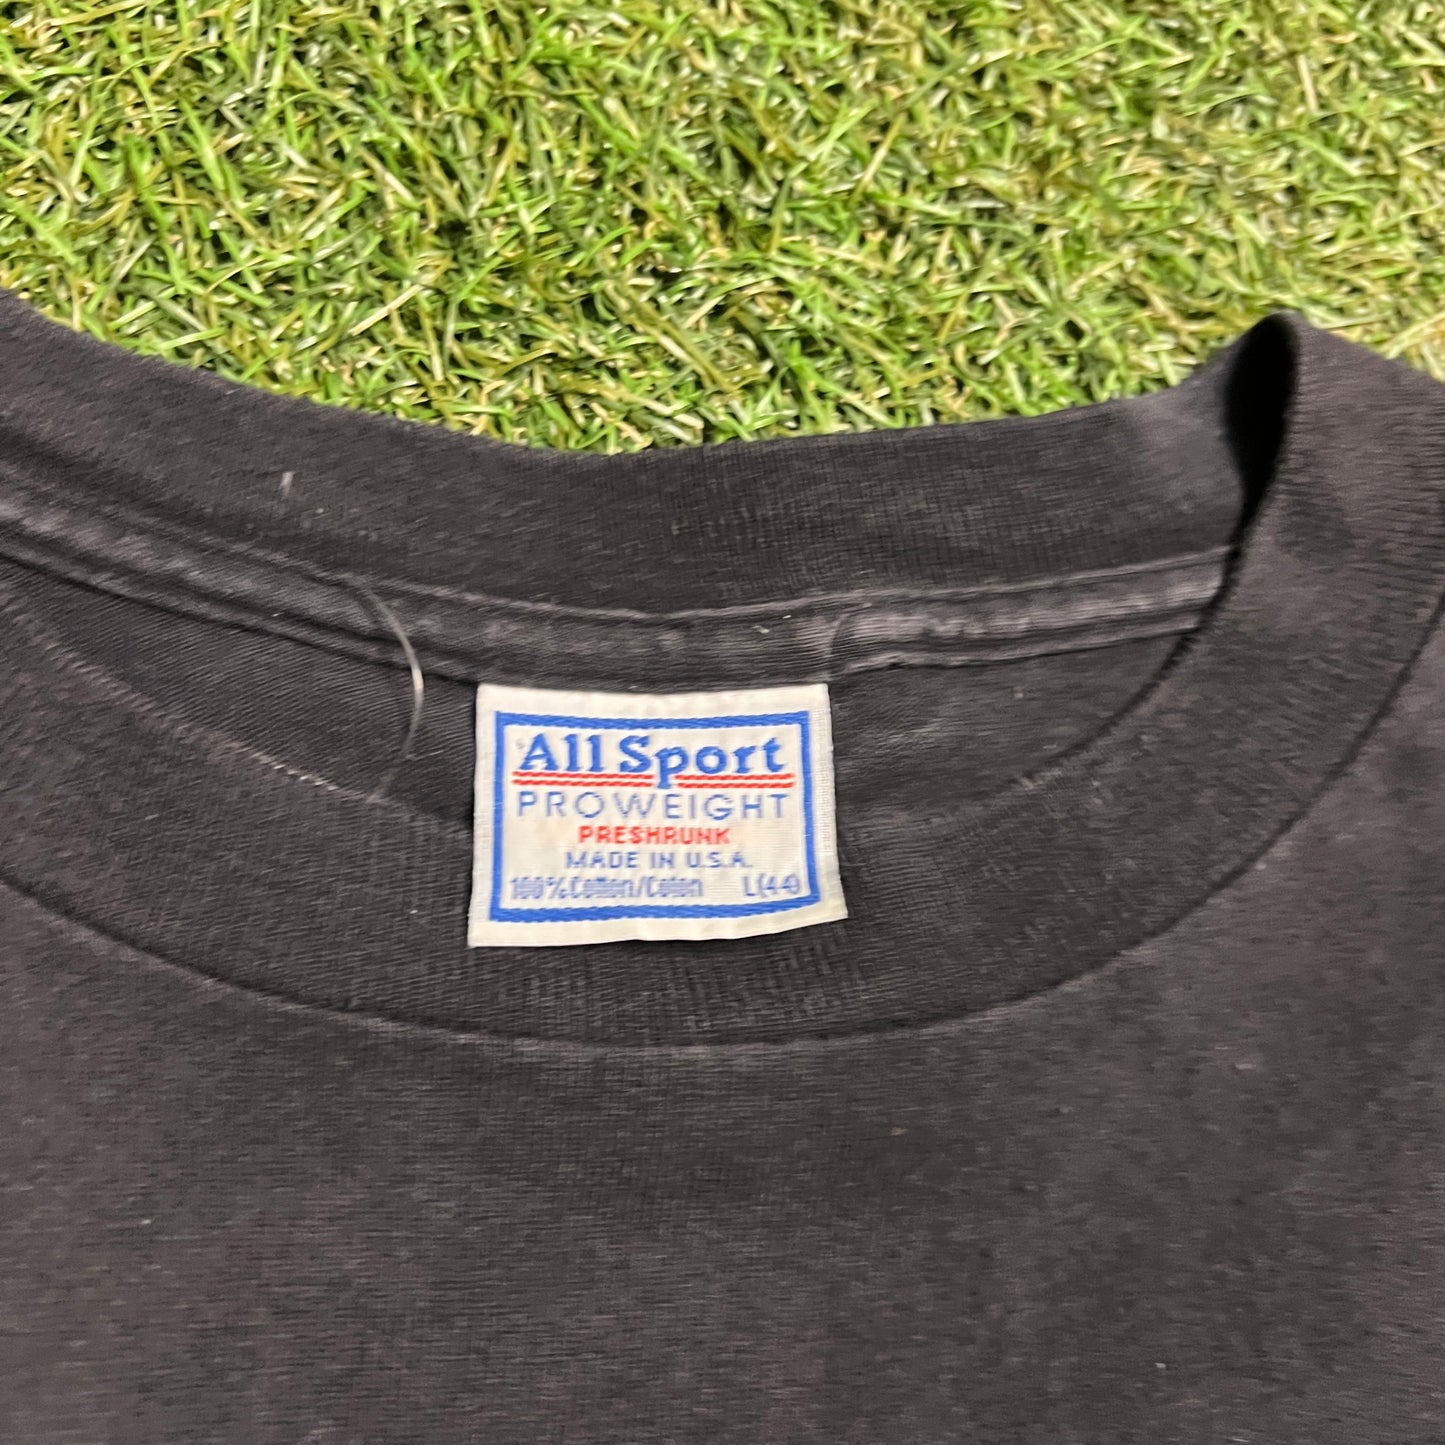 All Sport
PROWEIGHT
PRESHRUNK
MADE IN U.S.A.
100% Cotton/Coton L(44)